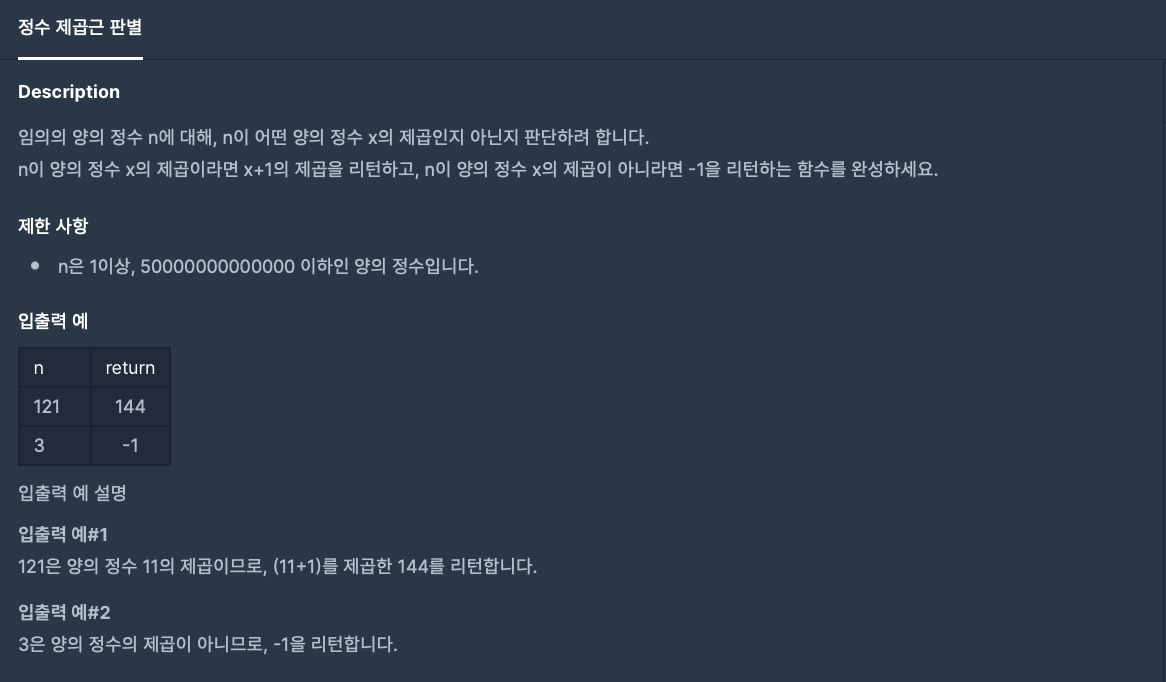 정수 제곱근 판별
Description
임의의 양의 정수 n에 대해, n이 어떤 양의 정수 x의 제곱인지 아닌지 판단하려 합니다.
n이 양의 정수 x의 제곱이라면 x+1의 제곱을 리턴하고, n이 양의 정수 x의 제곱이 아니라면 -1을 리턴하는 함수를 완성하세요.
제한 사항
• n은 1이상, 50000000000000 이하인 양의 정수입니다.
입출력 예
n return
121 144
3 -1
입출력 예 설명
입출력 예#1
121은 양의 정수 11의 제곱이므로, (11+1)를 제곱한 144를 리턴합니다.
입출력 예#2
3은 양의 정수의 제곱이 아니므로, -1을 리턴합니다.